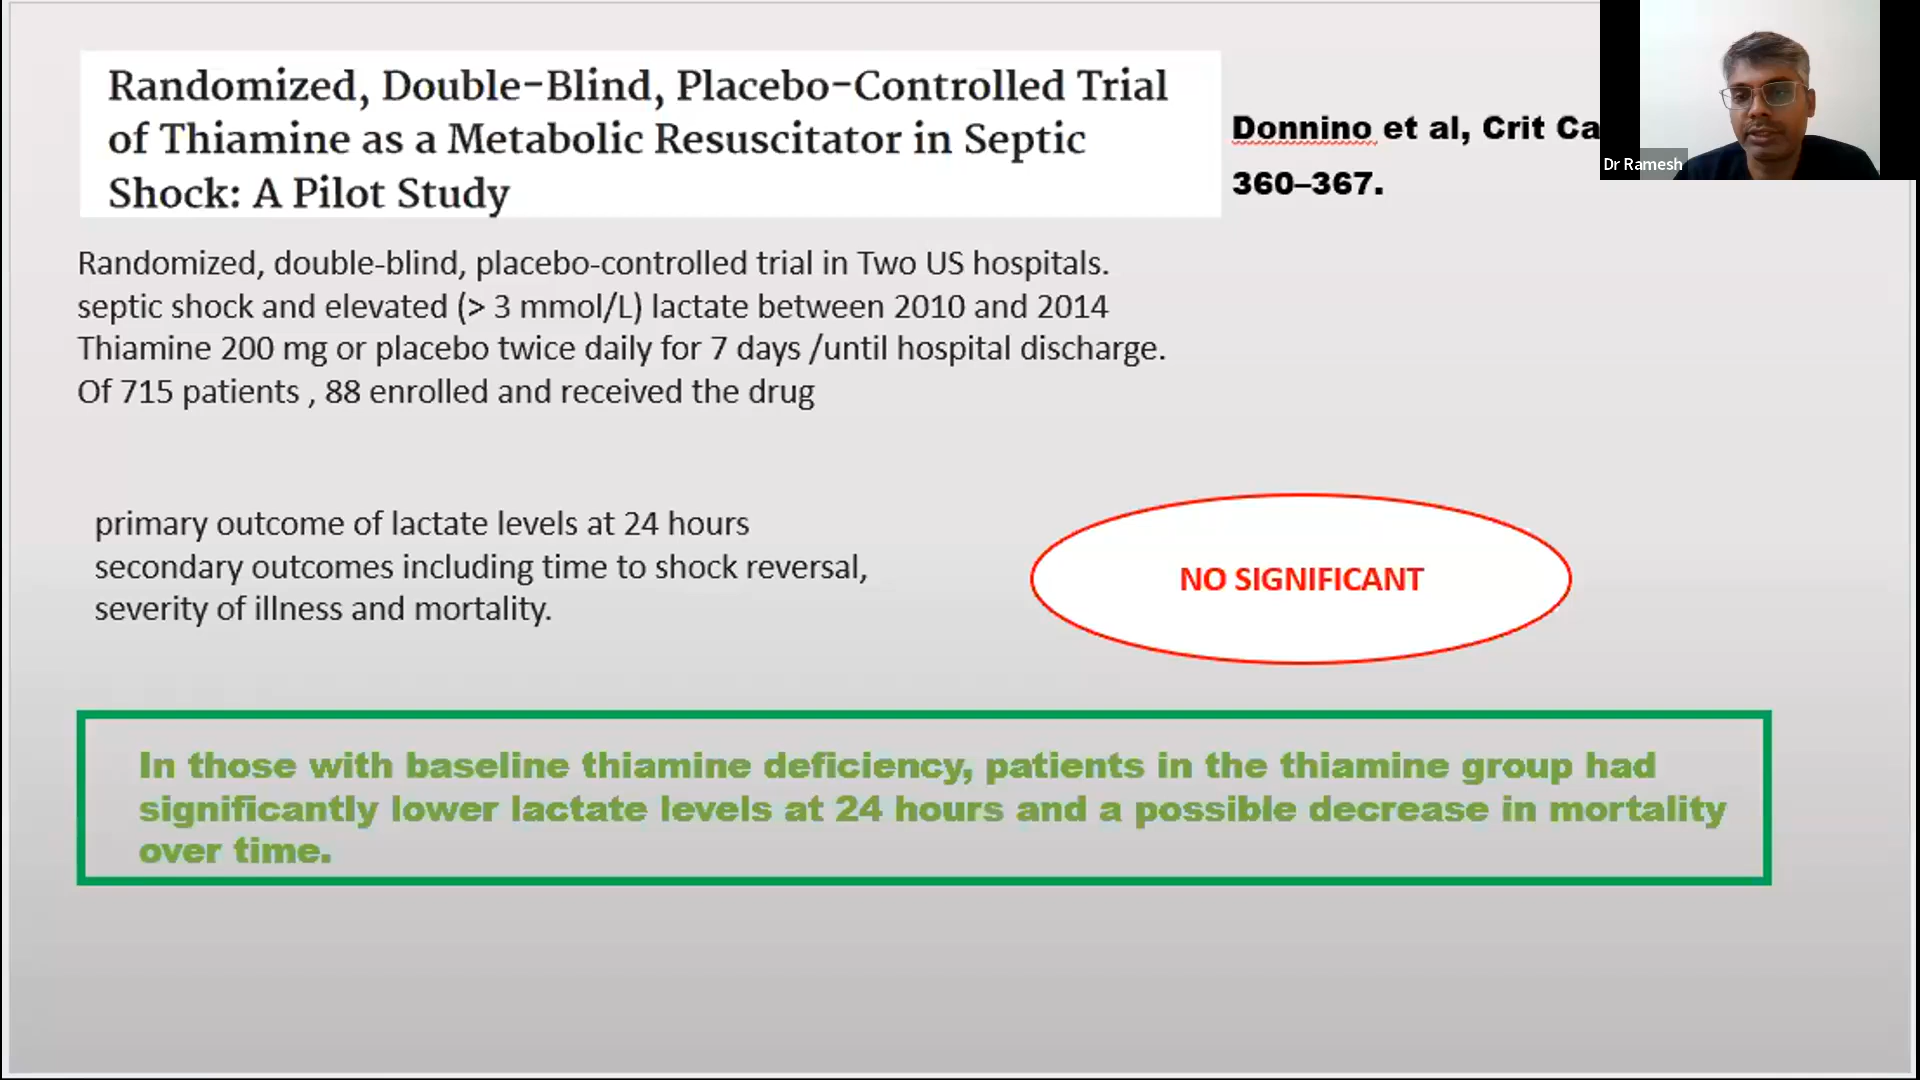 Randomized, Double-Blind, Placebo-Controlled Trial
of Thiamine as a Metabolic Resuscitator in Septic
Shock: A Pilot Study
Donnino et al, Crit Ca
360–367.
Dr Ramesh
Randomized, double-blind, placebo-controlled trial in Two US hospitals.
septic shock and elevated (> 3 mmol/L) lactate between 2010 and 2014
Thiamine 200 mg or placebo twice daily for 7 days /until hospital discharge.
Of 715 patients , 88 enrolled and received the drug
primary outcome of lactate levels at 24 hours
secondary outcomes including time to shock reversal,
severity of illness and mortality.
NO SIGNIFICANT
In those with baseline thiamine deficiency, patients in the thiamine group had
significantly lower lactate levels at 24 hours and a possible decrease in mortality
over time.